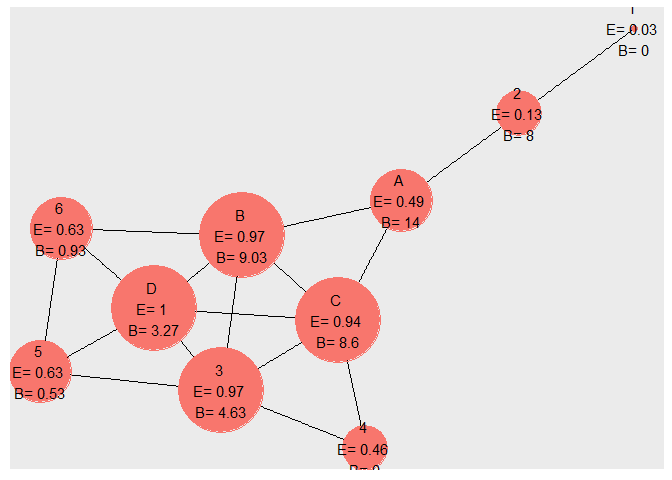 E= 0.03
B= 0
2
E= 0.13
B= 8
A
E= 0.49
B= 14
6
E= 0.63
B= 0.93
B
E= 0.97
B= 9.03
D
E= 1
B= 3.27
C
E= 0.94
B= 8.6
5
E= 0.63
B= 0.53
3
E= 0.97
B= 4.63
4
E= 0.46
B= 0